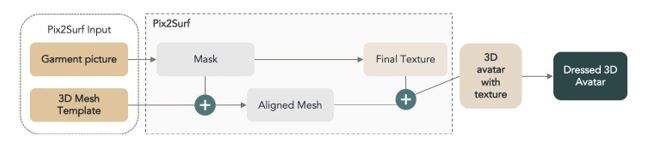 Pix2Surf Input
Pix2Surf
Garment picture
Mask
Final Texture
3D
avatar
with
texture
Dressed 3D
Avatar
3D Mesh
Template
+
Aligned Mesh
+